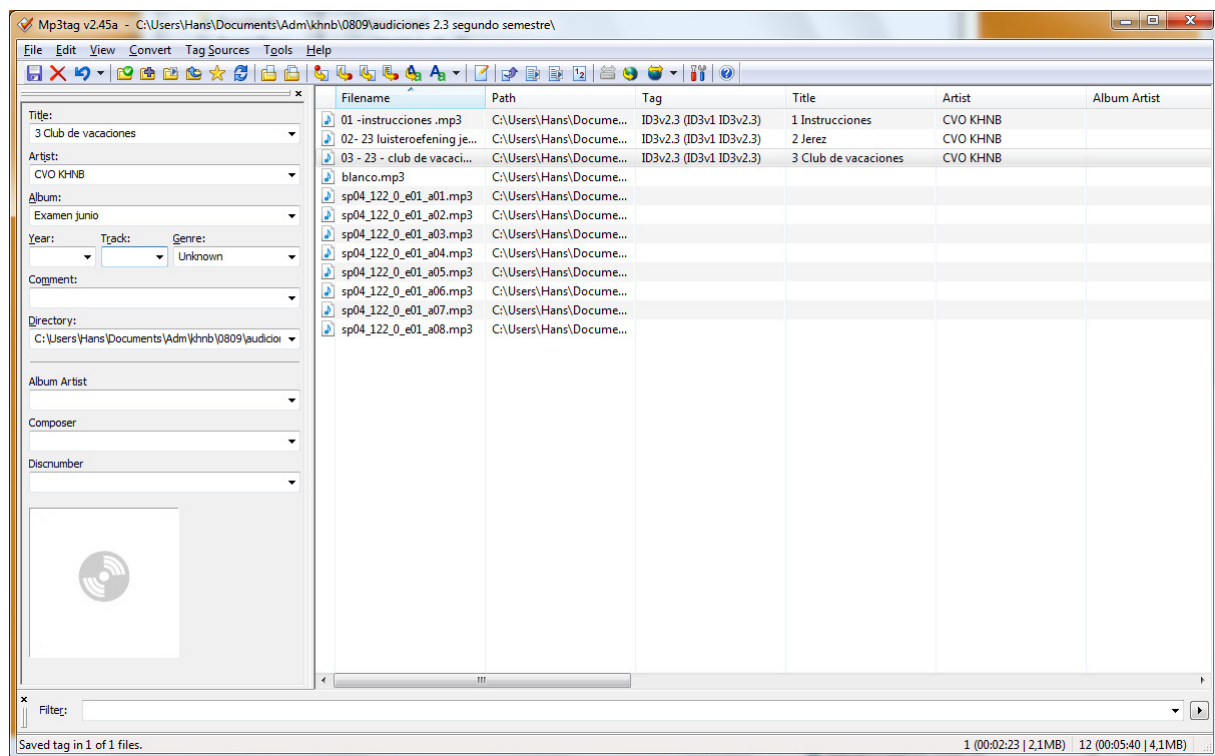 Mp3tag v2.45a - C:\Users\Hans\Documents\Adm\khnb\0809\audiciones 2.3 segundo semestre\
File Edit View Convert Tag Sources Tools Help
Title:
3 Club de vacaciones
Artist:
CVO KHNB
Album:
Examen junio
Year: Track: Genre:
Unknown
Comment:
Directory:
C:\Users\Hans\Documents\Adm\khnb\0809\audicio
Album Artist
Composer
Discnumber
Filename Path Tag Title Artist Album Artist
01 -instrucciones .mp3 C:\Users\Hans\Docume... ID3v2.3 (ID3v1 ID3v2.3) 1 Instrucciones CVO KHNB
02- 23 luisteroefening je... C:\Users\Hans\Docume... ID3v2.3 (ID3v1 ID3v2.3) 2 Jerez CVO KHNB
03 - 23 - club de vacaci... C:\Users\Hans\Docume... ID3v2.3 (ID3v1 ID3v2.3) 3 Club de vacaciones CVO KHNB
blanco.mp3 C:\Users\Hans\Docume...
sp04_122_0_e01_a01.mp3 C:\Users\Hans\Docume...
sp04_122_0_e01_a02.mp3 C:\Users\Hans\Docume...
sp04_122_0_e01_a03.mp3 C:\Users\Hans\Docume...
sp04_122_0_e01_a04.mp3 C:\Users\Hans\Docume...
sp04_122_0_e01_a05.mp3 C:\Users\Hans\Docume...
sp04_122_0_e01_a06.mp3 C:\Users\Hans\Docume...
sp04_122_0_e01_a07.mp3 C:\Users\Hans\Docume...
sp04_122_0_e01_a08.mp3 C:\Users\Hans\Docume...
Filter:
Saved tag in 1 of 1 files. 1 (00:02:23 | 2,1MB) 12 (00:05:40 | 4,1MB)